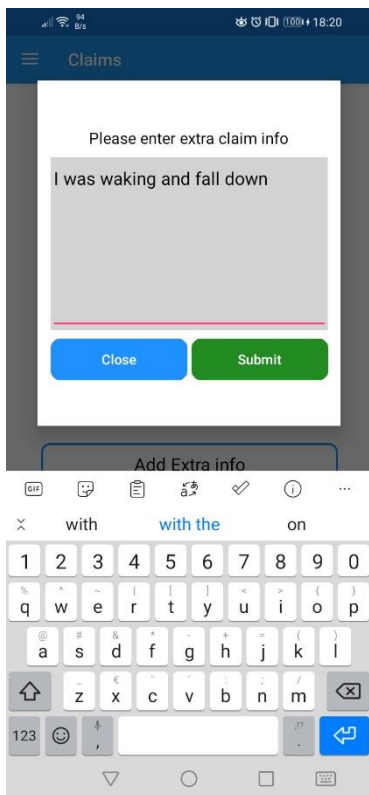 94
B/s
100
18:20
Claims
Please enter extra claim info
I was waking and fall down
Close
Submit
Add Extra info
GIF
with
with the
on
1 2 3 4 5 6 7 8 9 0
% ^ ~ | [ ] < > { }
q w e r t y u i o p
@ # & * - + = ( )
a s d f g h j k l
_ € " ' : ; /
z x c v b n m
123 , ,!? .